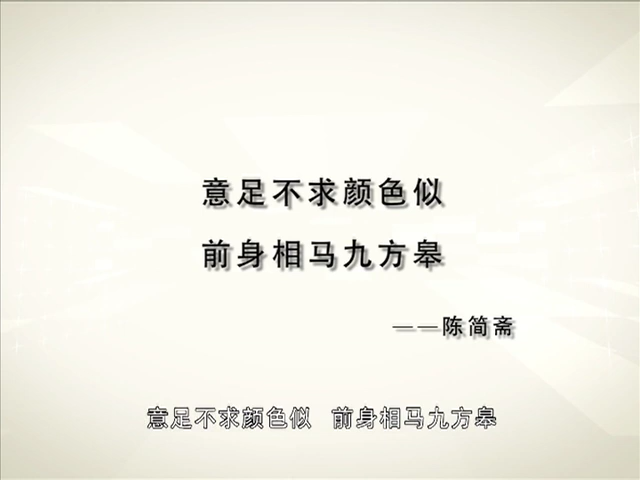 意足不求颜色似
前身相马九方皋
——陈简斋
意足不求颜色似 前身相马九方皋